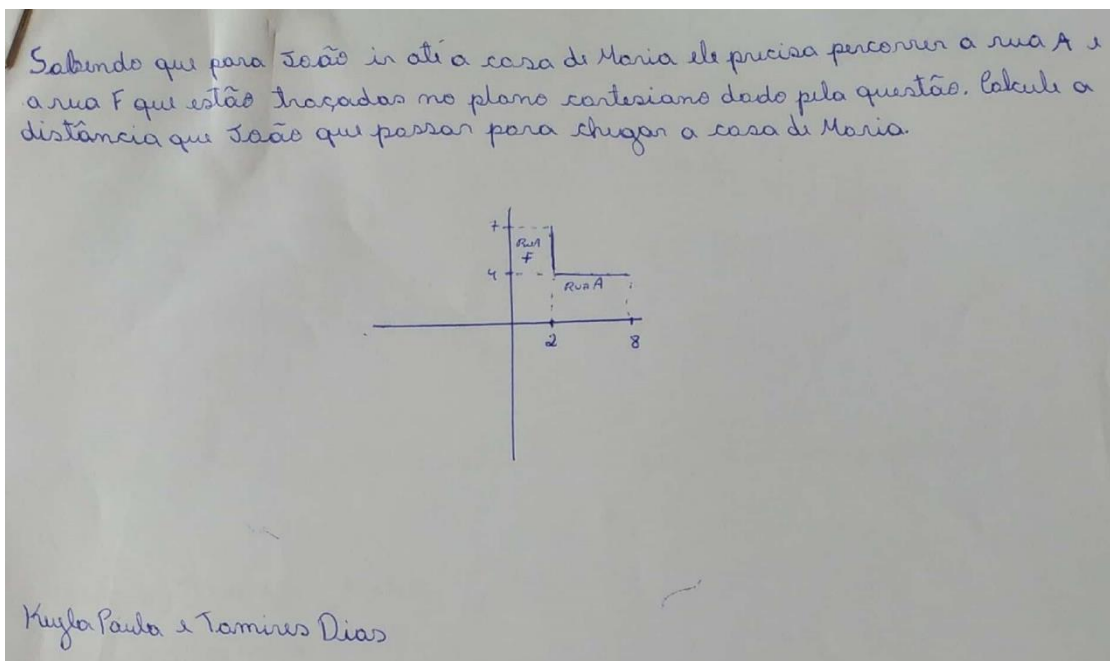 Sabendo que para João ir até a casa de Maria ele precisa percorrer a rua A e
a rua F que estão traçadas no plano cartesiano dado pela questão. Calcule a
distância que João que passar para chegar a casa de Maria.
7
RUA
F
4
RUA A
2
8
Keyla Paula e Tamires Dias